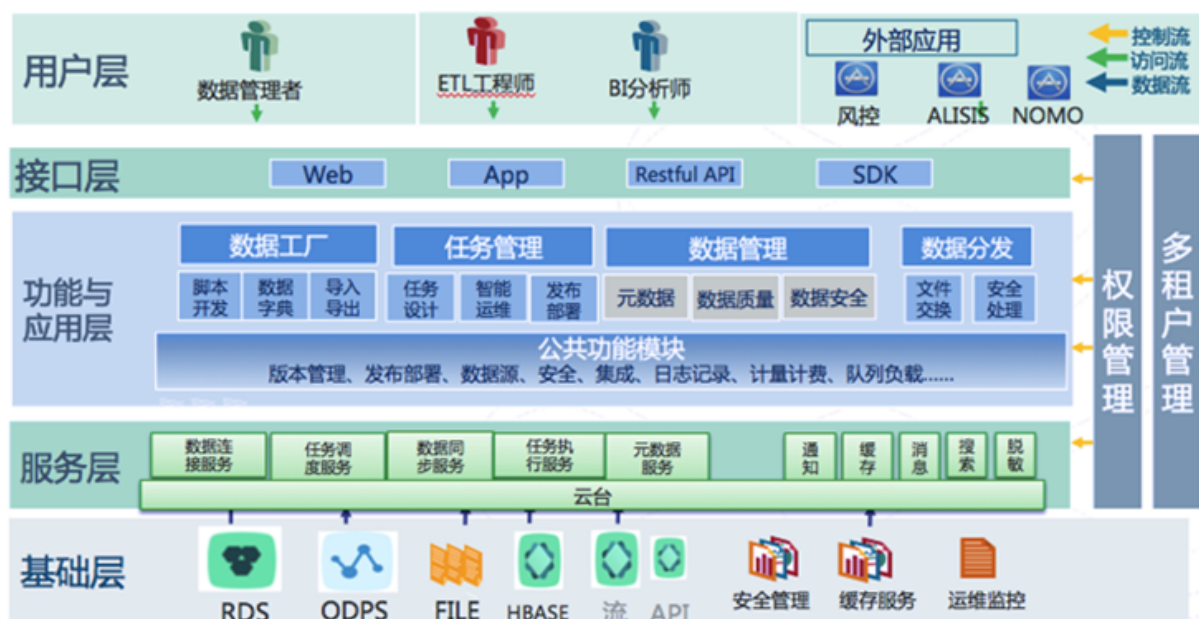 用户层
数据管理者
ETL工程师
BI分析师
外部应用
风控
ALISIS
NOMO
控制流
访问流
数据流
接口层
Web
App
Restful API
SDK
功能与
应用层
数据工厂
任务管理
数据管理
数据分发
脚本
开发
数据
字典
导入
导出
任务
设计
智能
运维
发布
部署
元数据
数据质量
数据安全
文件
交换
安全
处理
公共功能模块
版本管理、发布部署、数据源、安全、集成、日志记录、计量计费、队列负载......
权限管理
多租户管理
服务层
数据连
接服务
任务调
度服务
数据同
步服务
任务执
行服务
元数据
服务
通知
缓存
消息
搜索
脱敏
云台
基础层
RDS
ODPS
FILE
HBASE
流
API
安全管理
缓存服务
运维监控